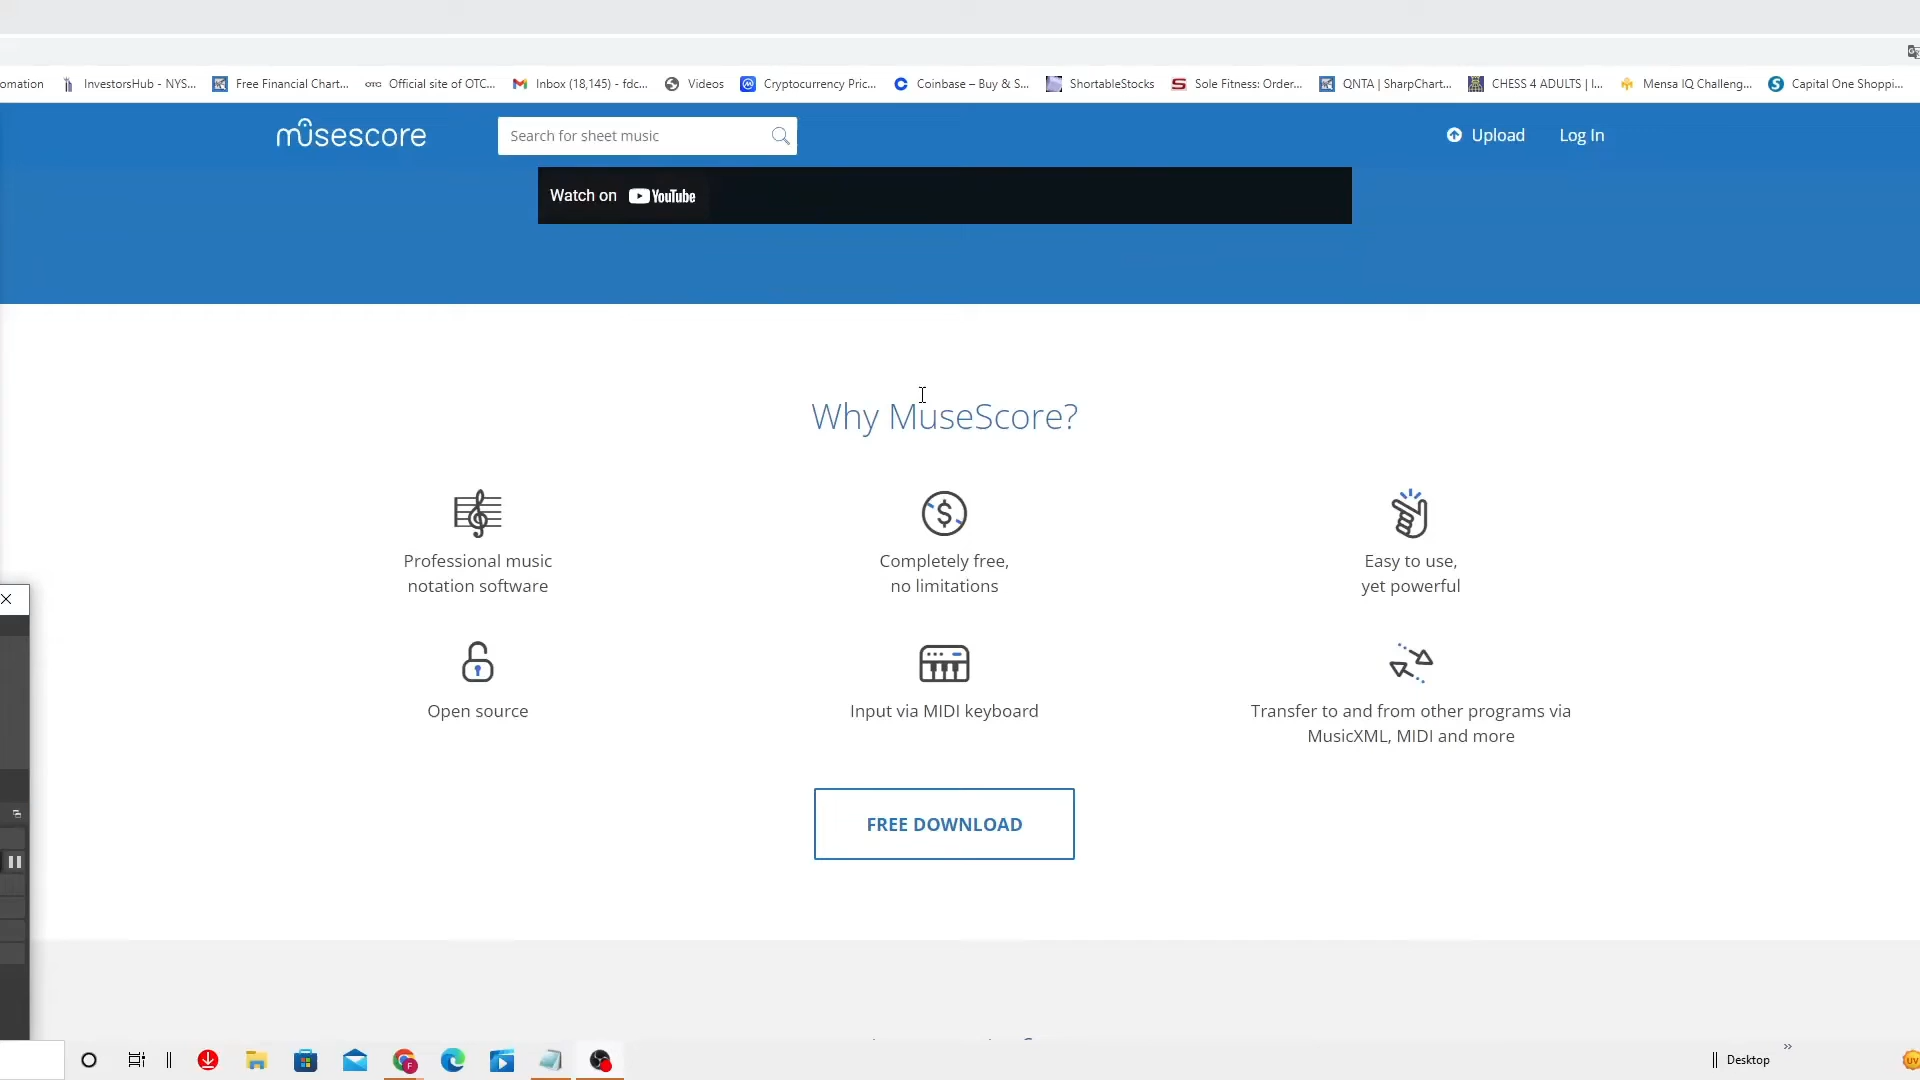 omation InvestorsHub - NYS... Free Financial Chart... OTC Official site of OTC... Inbox (18,145) - fdc... Videos Cryptocurrency Pric... Coinbase – Buy & S... ShortableStocks Sole Fitness: Order... QNTA | SharpChart... CHESS 4 ADULTS | I... Mensa IQ Challeng... Capital One Shoppi...
musescore Search for sheet music Upload Log In
Watch on YouTube
Why MuseScore?
Professional music
notation software
Completely free,
no limitations
Easy to use,
yet powerful
Open source
Input via MIDI keyboard
Transfer to and from other programs via
MusicXML, MIDI and more
FREE DOWNLOAD
Desktop